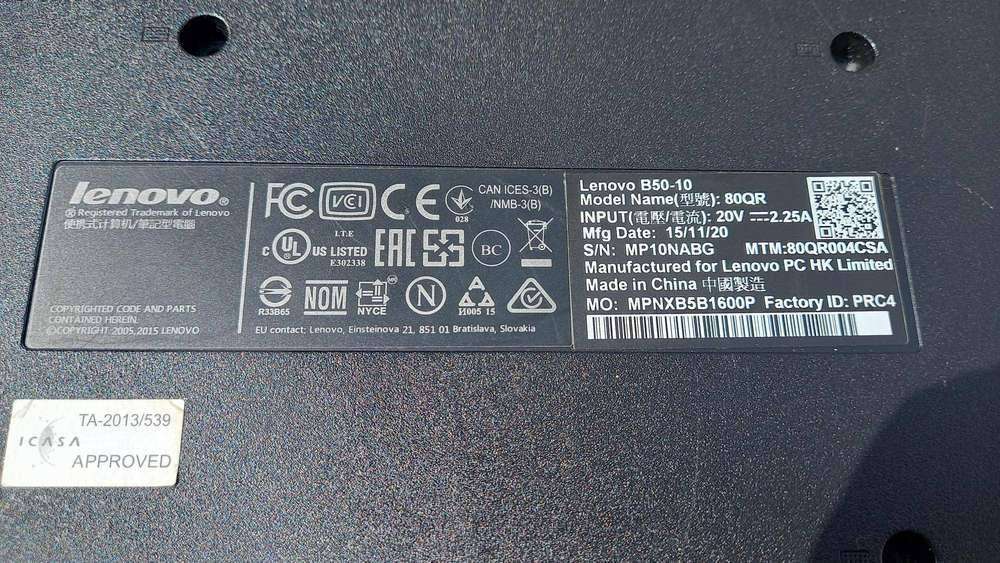 lenovo®
® Registered Trademark of Lenovo
便携式计算机/筆記型電腦
COPYRIGHTED CODE AND PARTS
CONTAINED HEREIN.
©COPYRIGHT 2005,2015 LENOVO
FC VCI CE 028 CAN ICES-3(B)
/NMB-3(B)
I.T.E
C UL US LISTED
E302338
EAC BC
R33B65 NOM NYCE N И005 15
EU contact: Lenovo, Einsteinova 21, 851 01 Bratislava, Slovakia
Lenovo B50-10
Model Name(型號): 80QR
INPUT(電壓/電流): 20V ⎓ 2.25A
Mfg Date: 15/11/20
S/N: MP10NABG MTM:80QR004CSA
Manufactured for Lenovo PC HK Limited
Made in China 中國製造
MO: MPNXB5B1600P Factory ID: PRC4
TA-2013/539
ICASA
APPROVED